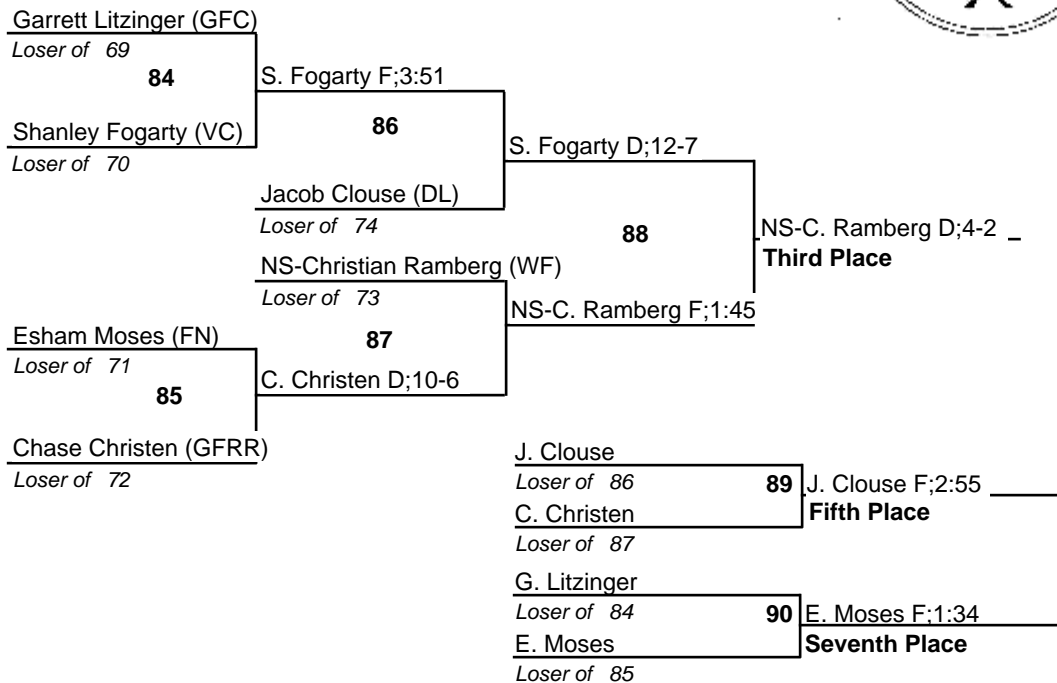 Garrett Litzinger (GFC)
Loser of 69
84
S. Fogarty F;3:51
Shanley Fogarty (VC)
Loser of 70
86
S. Fogarty D;12-7
Jacob Clouse (DL)
Loser of 74
88
NS-C. Ramberg D;4-2
Third Place
NS-Christian Ramberg (WF)
Loser of 73
NS-C. Ramberg F;1:45
Esham Moses (FN)
Loser of 71
87
85
C. Christen D;10-6
Chase Christen (GFRR)
Loser of 72
J. Clouse
Loser of 86
89
J. Clouse F;2:55
Fifth Place
C. Christen
Loser of 87
G. Litzinger
Loser of 84
90
E. Moses F;1:34
Seventh Place
E. Moses
Loser of 85